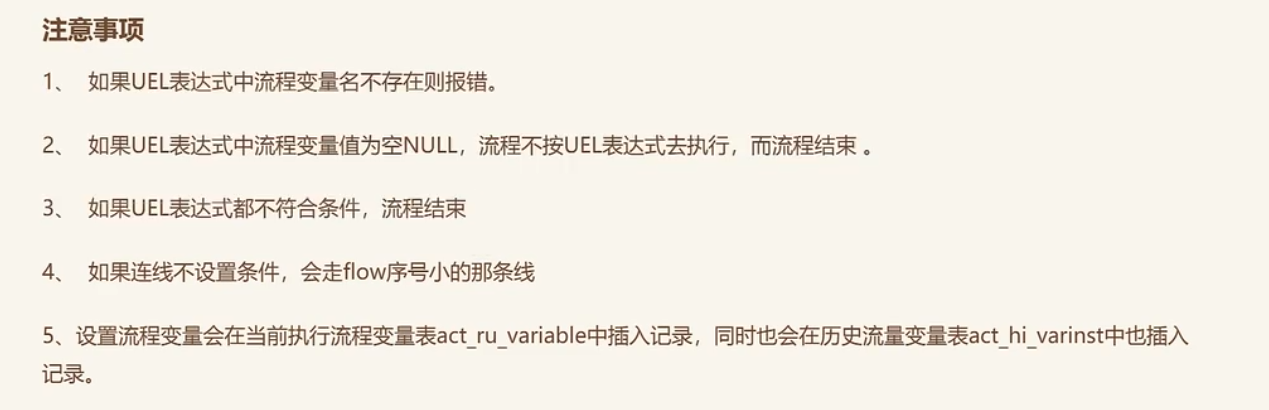 注意事项
1、 如果UEL表达式中流程变量名不存在则报错。
2、 如果UEL表达式中流程变量值为空NULL，流程不按UEL表达式去执行，而流程结束 。
3、 如果UEL表达式都不符合条件，流程结束
4、 如果连线不设置条件，会走flow序号小的那条线
5、设置流程变量会在当前执行流程变量表act_ru_variable中插入记录，同时也会在历史流量变量表act_hi_varinst中也插入
记录。